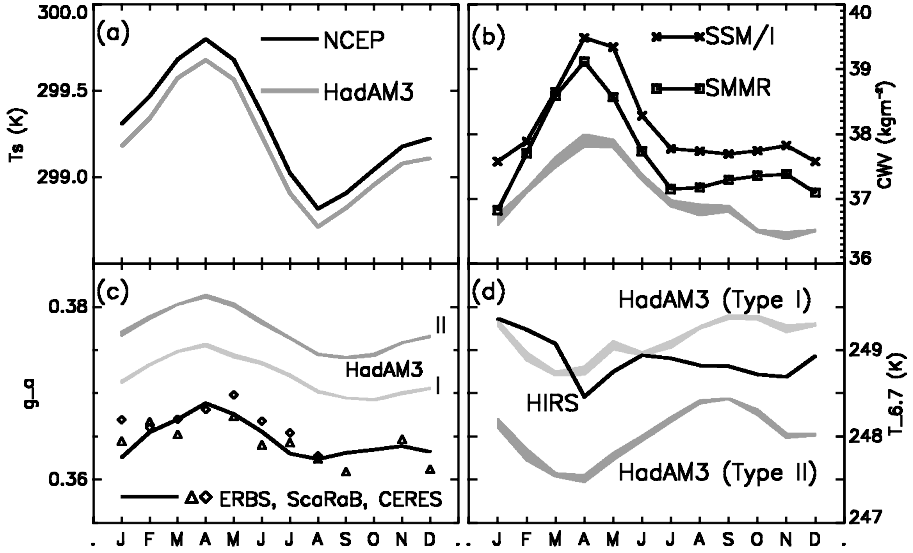 300.0
299.5
299.0
Ts (K)
(a)
NCEP
HadAM3
(b)
SSM/I
SMMR
40
39
38
37
36
CWV (kgm⁻²)
J F M A M J J A S O N D
J F M A M J J A S O N D
0.38
0.36
g_a
(c)
II
HadAM3
I
ERBS, ScaRaB, CERES
(d)
HadAM3 (Type I)
HIRS
HadAM3 (Type II)
249
248
247
T_6.7 (K)
J F M A M J J A S O N D
J F M A M J J A S O N D